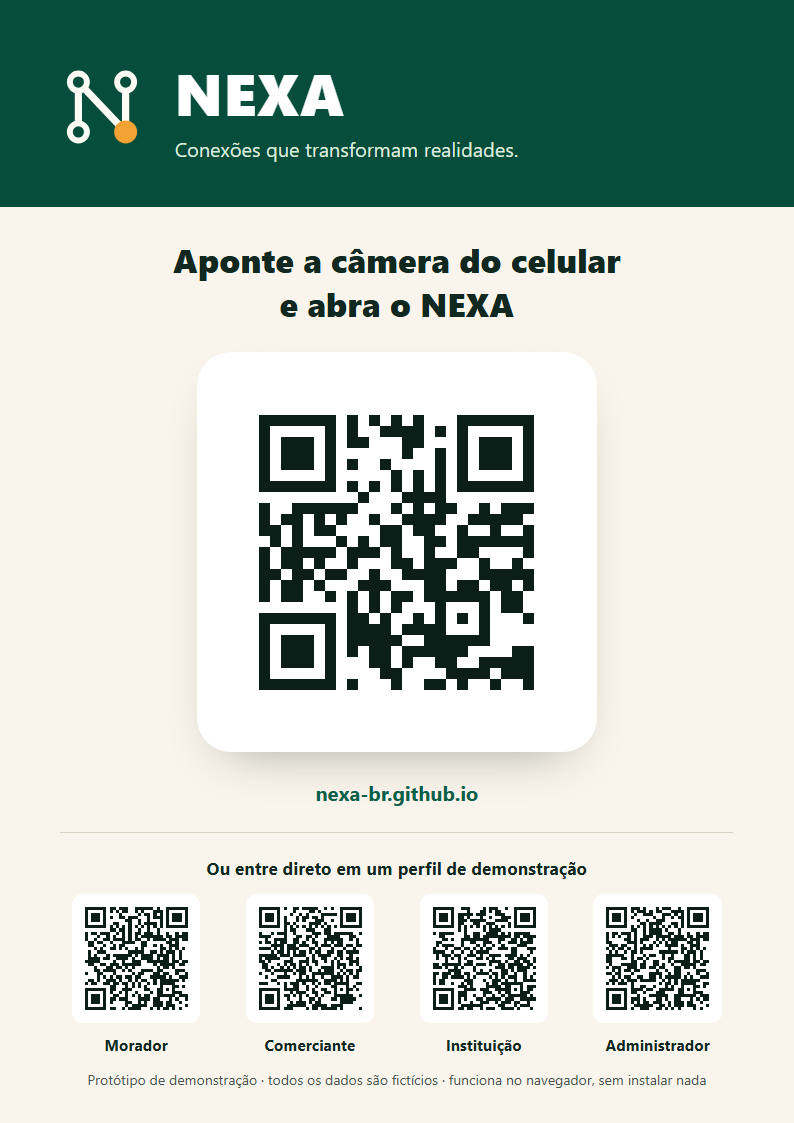 NEXA
Conexões que transformam realidades.
Aponte a câmera do celular
e abra o NEXA
nexa-br.github.io
Ou entre direto em um perfil de demonstração
Morador
Comerciante
Instituição
Administrador
Protótipo de demonstração · todos os dados são fictícios · funciona no navegador, sem instalar nada